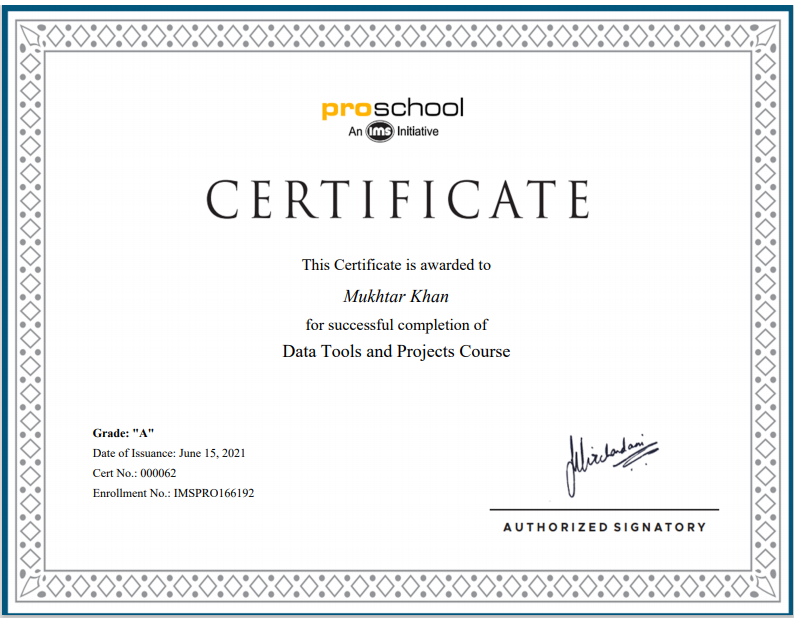 proschool
An ims Initiative
CERTIFICATE
This Certificate is awarded to
Mukhtar Khan
for successful completion of
Data Tools and Projects Course
Grade: "A"
Date of Issuance: June 15, 2021
Cert No.: 000062
Enrollment No.: IMSPRO166192
AUTHORIZED SIGNATORY